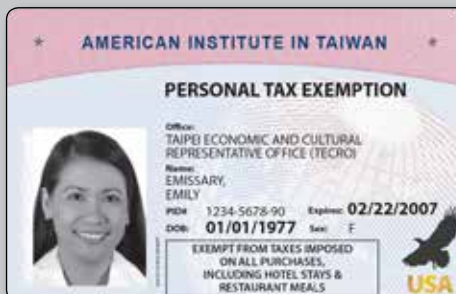 * AMERICAN INSTITUTE IN TAIWAN *
PERSONAL TAX EXEMPTION
Office:
TAIPEI ECONOMIC AND CULTURAL
REPRESENTATIVE OFFICE (TECRO)
Name:
EMISSARY,
EMILY
PID# 1234-5678-90 Expires: 02/22/2007
DOB: 01/01/1977 Sex: F
EXEMPT FROM TAXES IMPOSED
ON ALL PURCHASES,
INCLUDING HOTEL STAYS &
RESTAURANT MEALS
USA